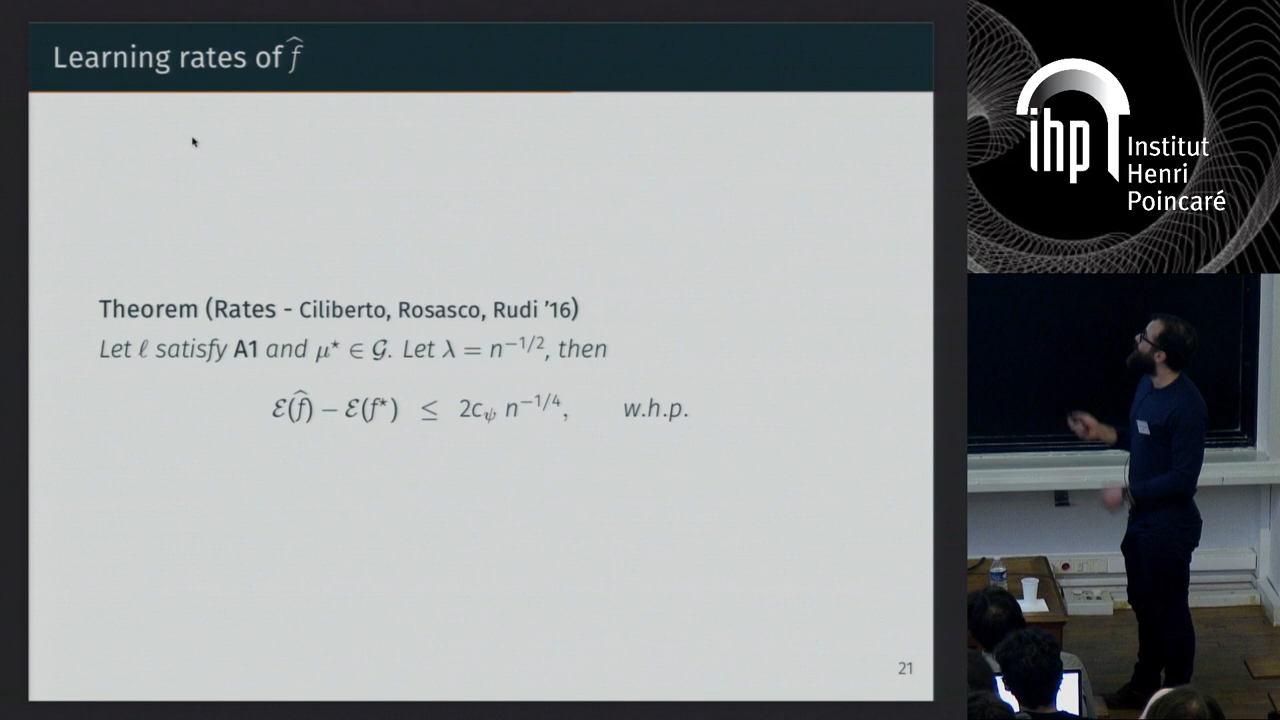 Learning rates of f̂
Theorem (Rates - Ciliberto, Rosasco, Rudi '16)
Let ℓ satisfy A1 and μ* ∈ 𝒢. Let λ = n^{-1/2}, then
ℰ(f̂) − ℰ(f*) ≤ 2c_ψ n^{-1/4}, w.h.p.
21
ihp Institut
Henri
Poincaré